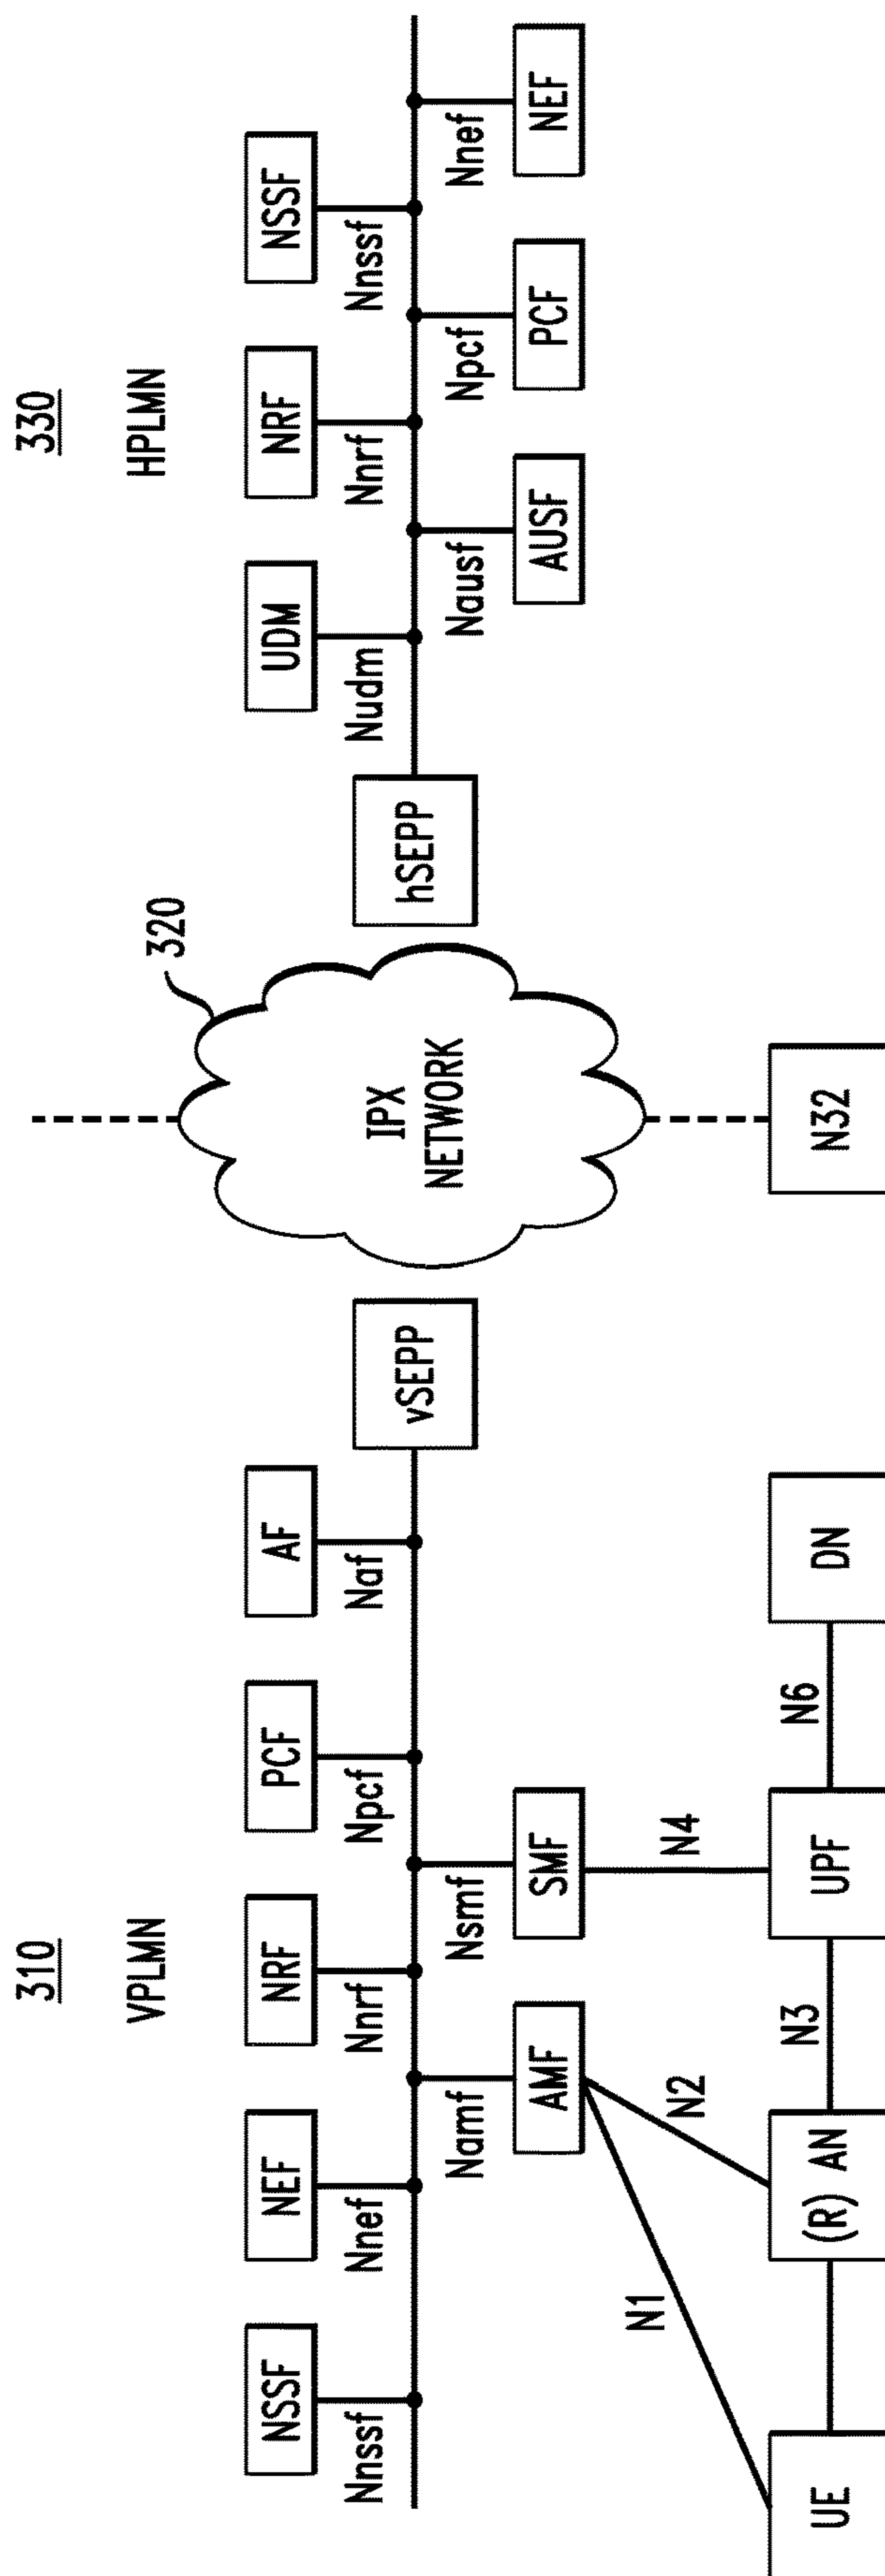 310
VPLMN
330
HPLMN
NSSF
NEF
NRF
PCF
AF
UDM
NRF
NSSF
320
Nnssf
Nnef
Nnrf
Npcf
Naf
Nudm
Nnrf
Nnssf
vSEPP
IPX
NETWORK
hSEPP
Namf
Nsmf
Nausf
Npcf
Nnef
AMF
SMF
AUSF
PCF
NEF
N1
N2
N4
UE
(R) AN
N3
UPF
N6
DN
N32